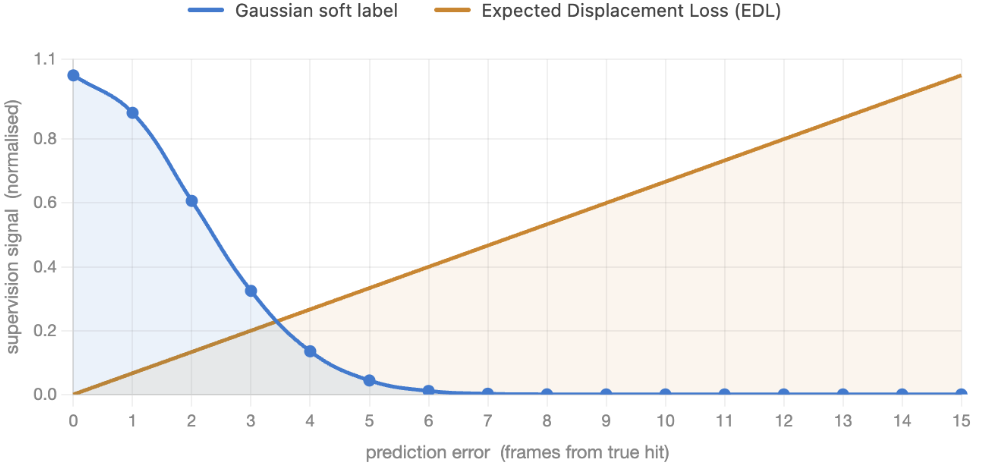 Gaussian soft label
Expected Displacement Loss (EDL)
supervision signal (normalised)
1.1
0.8
0.6
0.4
0.2
0.0
0 1 2 3 4 5 6 7 8 9 10 11 12 13 14 15
prediction error (frames from true hit)